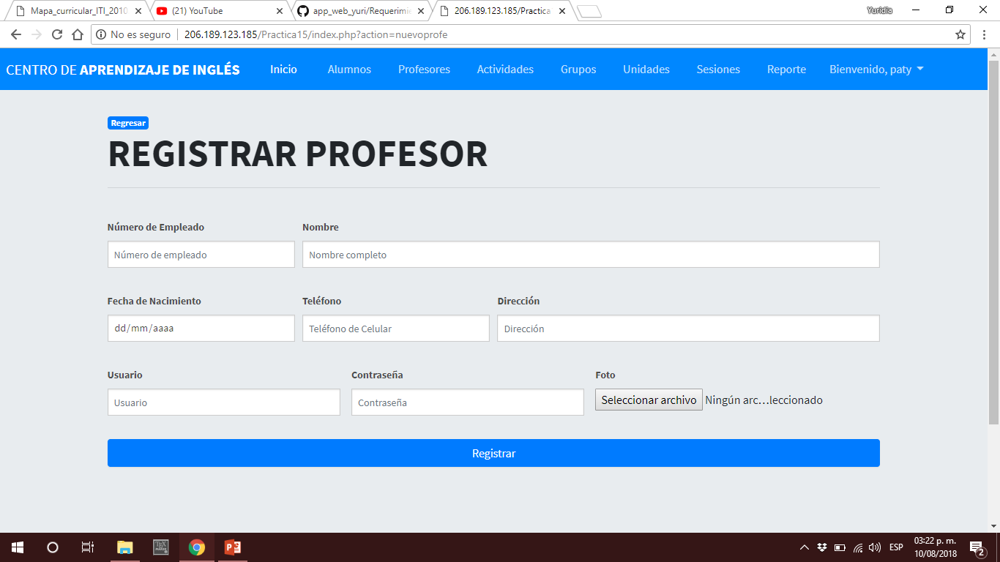 Mapa_curricular_ITI_2010
(21) YouTube
app_web_yuri/Requerimie
206.189.123.185/Practica
Yuridia
No es seguro
206.189.123.185/Practica15/index.php?action=nuevoprofe
CENTRO DE APRENDIZAJE DE INGLÉS
Inicio
Alumnos
Profesores
Actividades
Grupos
Unidades
Sesiones
Reporte
Bienvenido, paty
Regresar
REGISTRAR PROFESOR
Número de Empleado
Nombre
Número de empleado
Nombre completo
Fecha de Nacimiento
Teléfono
Dirección
dd/mm/aaaa
Teléfono de Celular
Dirección
Usuario
Contraseña
Foto
Usuario
Contraseña
Seleccionar archivo
Ningún arc…leccionado
Registrar
ESP
03:22 p. m.
10/08/2018
2